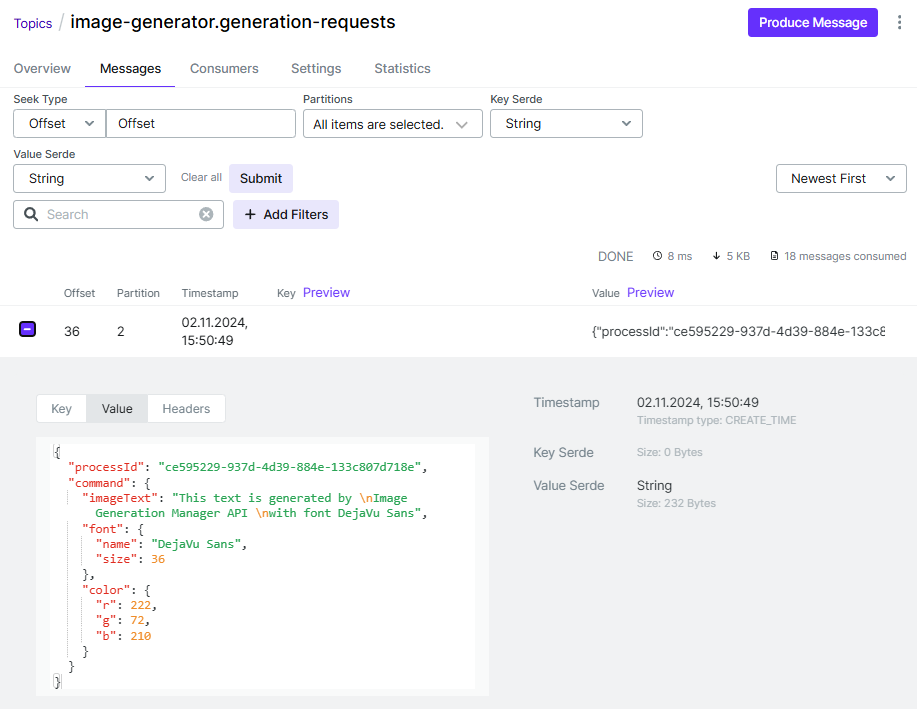 Topics / image-generator.generation-requests
Produce Message
Overview Messages Consumers Settings Statistics
Seek Type Partitions Key Serde
Offset Offset All items are selected. String
Value Serde
String Clear all Submit Newest First
Search + Add Filters
DONE 8 ms 5 KB 18 messages consumed
Offset Partition Timestamp Key Preview Value Preview
36 2 02.11.2024, 15:50:49 {"processId":"ce595229-937d-4d39-884e-133c8
Key Value Headers
{
"processId": "ce595229-937d-4d39-884e-133c807d718e",
"command": {
"imageText": "This text is generated by \nImage
Generation Manager API \nwith font DejaVu Sans",
"font": {
"name": "DejaVu Sans",
"size": 36
},
"color": {
"r": 222,
"g": 72,
"b": 210
}
}
}
Timestamp 02.11.2024, 15:50:49
Timestamp type: CREATE_TIME
Key Serde Size: 0 Bytes
Value Serde String
Size: 232 Bytes